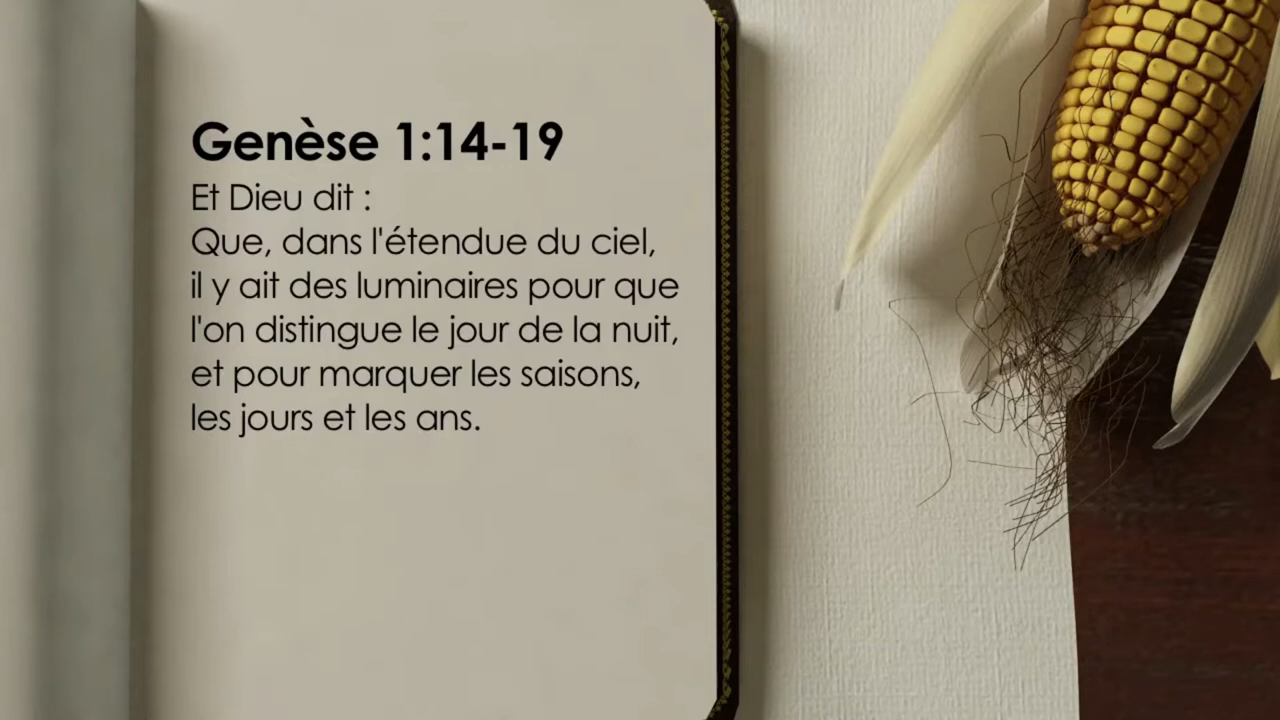 Genèse 1:14-19
Et Dieu dit :
Que, dans l'étendue du ciel,
il y ait des luminaires pour que
l'on distingue le jour de la nuit,
et pour marquer les saisons,
les jours et les ans.